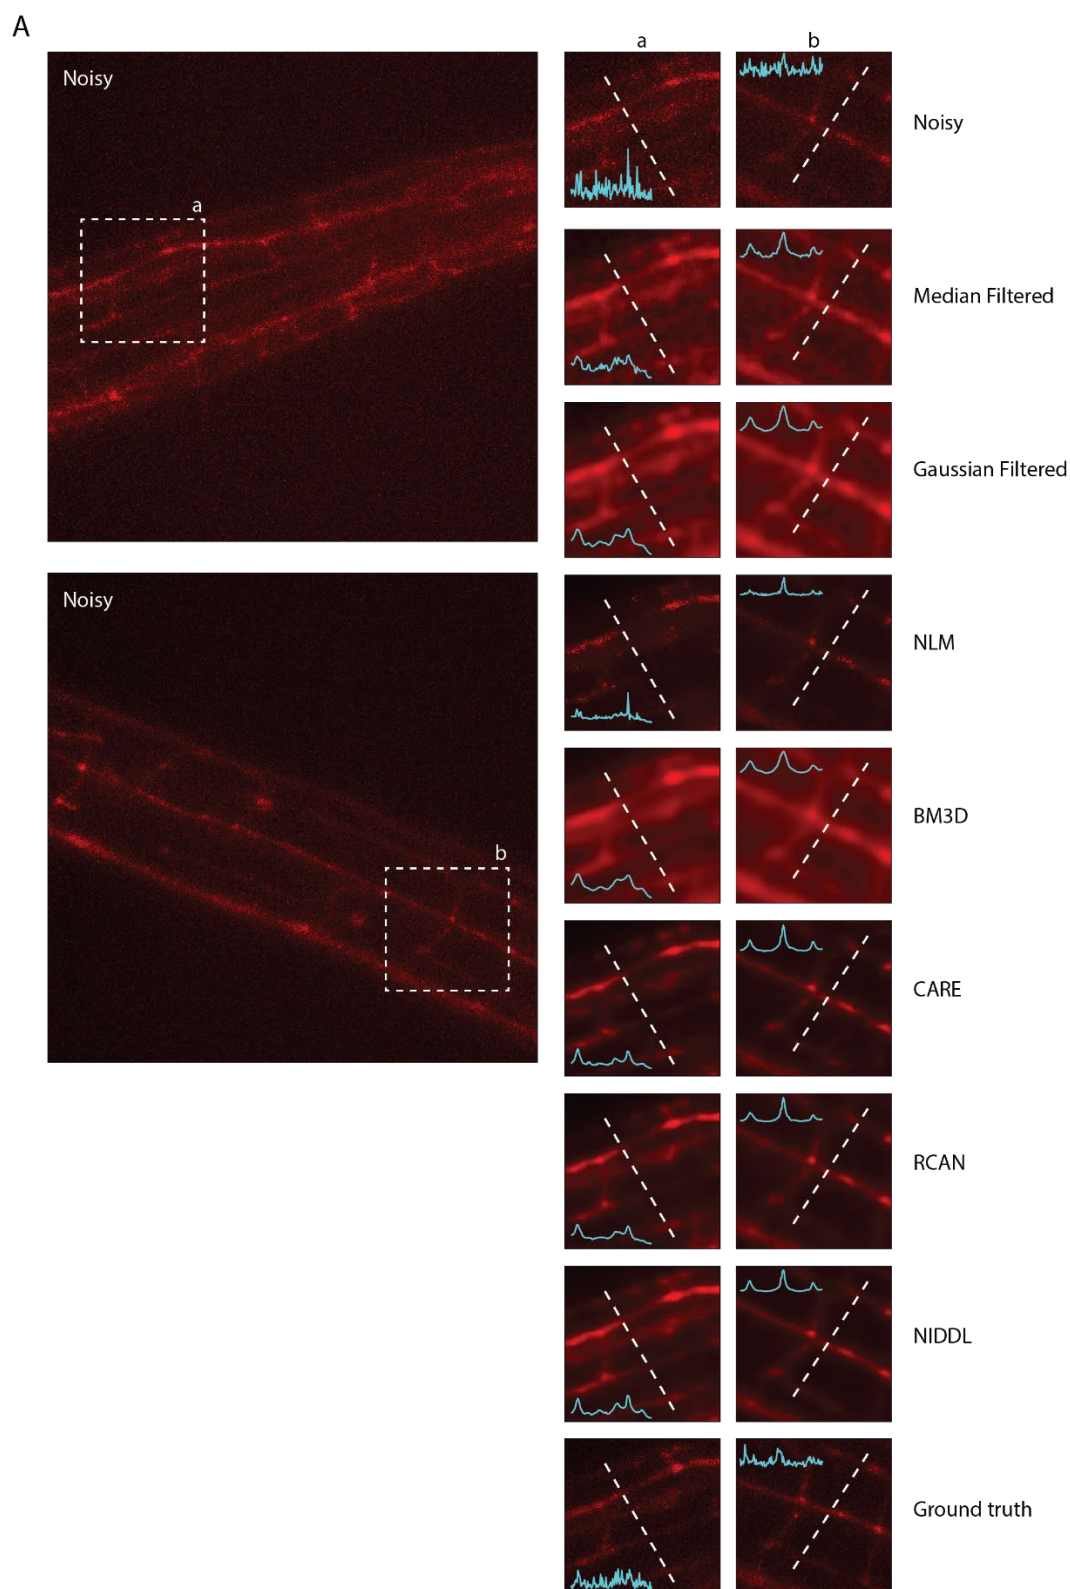 A
a b
Noisy
Noisy
a
Median Filtered
Gaussian Filtered
Noisy
NLM
BM3D
b
CARE
RCAN
NIDDL
Ground truth